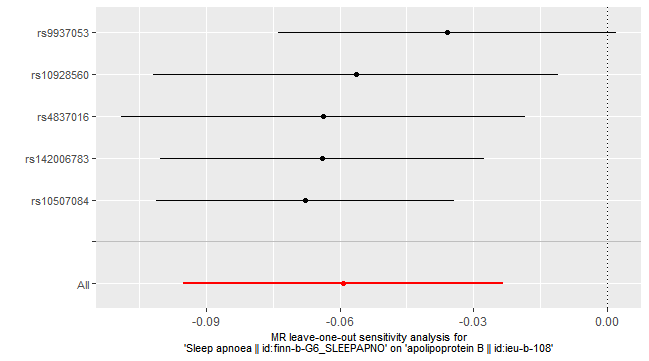 rs9937053
rs10928560
rs4837016
rs142006783
rs10507084
All
-0.09 -0.06 -0.03 0.00
MR leave-one-out sensitivity analysis for
'Sleep apnoea || id:finn-b-G6_SLEEPAPNO' on 'apolipoprotein B || id:ieu-b-108'